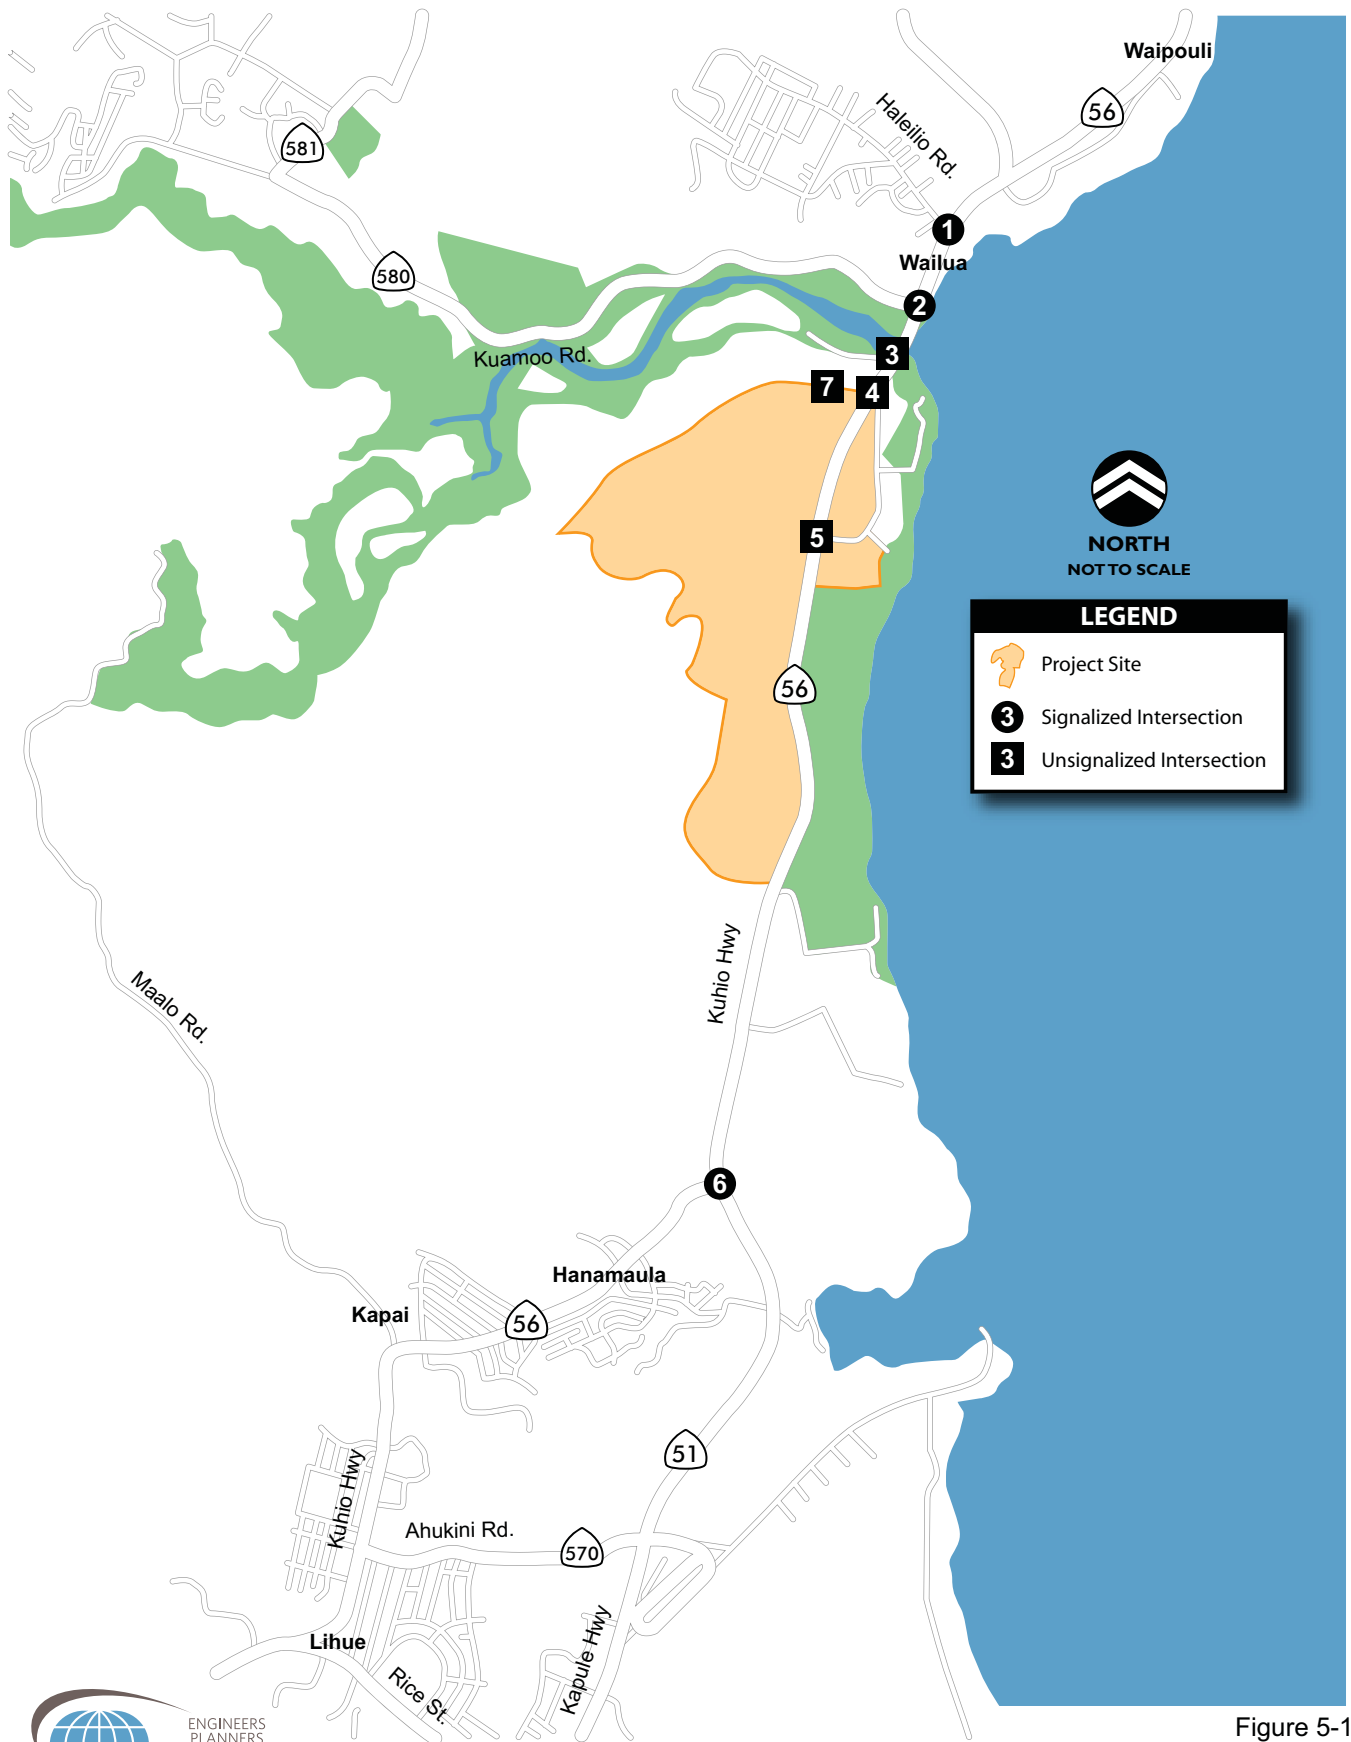 Waipouli
56
Haleilio Rd.
581
1
Wailua
580
2
Kuamoo Rd.
3
7
4
5
NORTH
NOT TO SCALE
LEGEND
Project Site
3 Signalized Intersection
3 Unsignalized Intersection
56
Kuhio Hwy
Maalo Rd.
6
Hanamaula
Kapai
56
51
Kuhio Hwy
Ahukini Rd.
570
Kapule Hwy
Lihue
Rice St.
ENGINEERS
PLANNERS
Figure 5-1